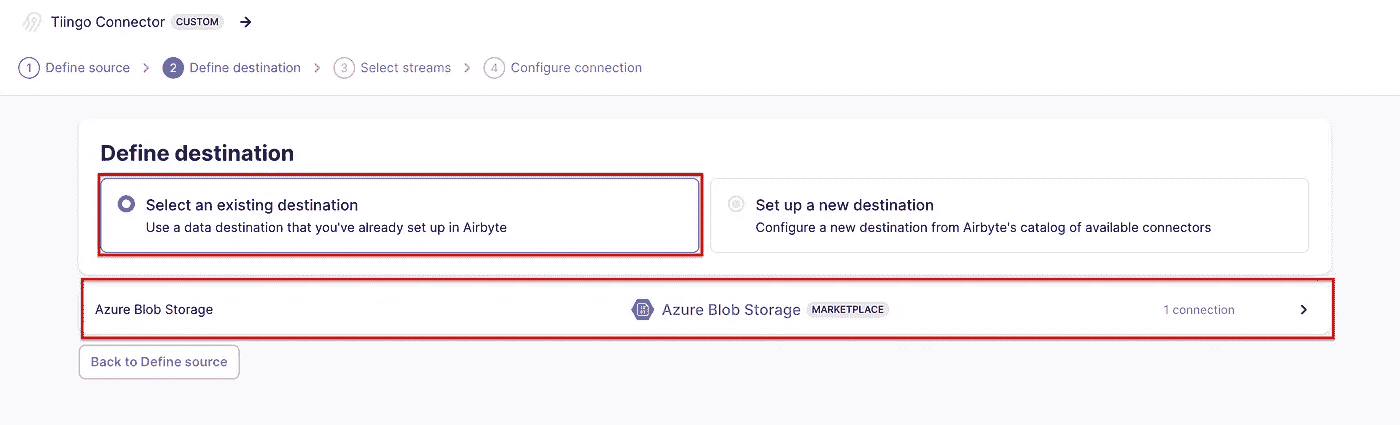 Tiingo Connector CUSTOM
1 Define source 2 Define destination 3 Select streams 4 Configure connection
Define destination
Select an existing destination
Use a data destination that you've already set up in Airbyte
Set up a new destination
Configure a new destination from Airbyte's catalog of available connectors
Azure Blob Storage Azure Blob Storage MARKETPLACE 1 connection
Back to Define source